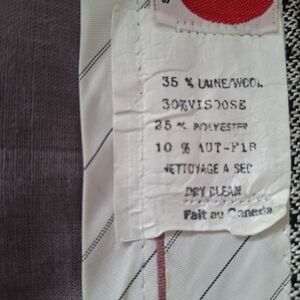 35 % LAINE/WOOL
30%VISCOSE
25 % POLYESTER
10 % AUT-FIB
NETTOYAGE A SEC
DRY CLEAN
Fait au Canada